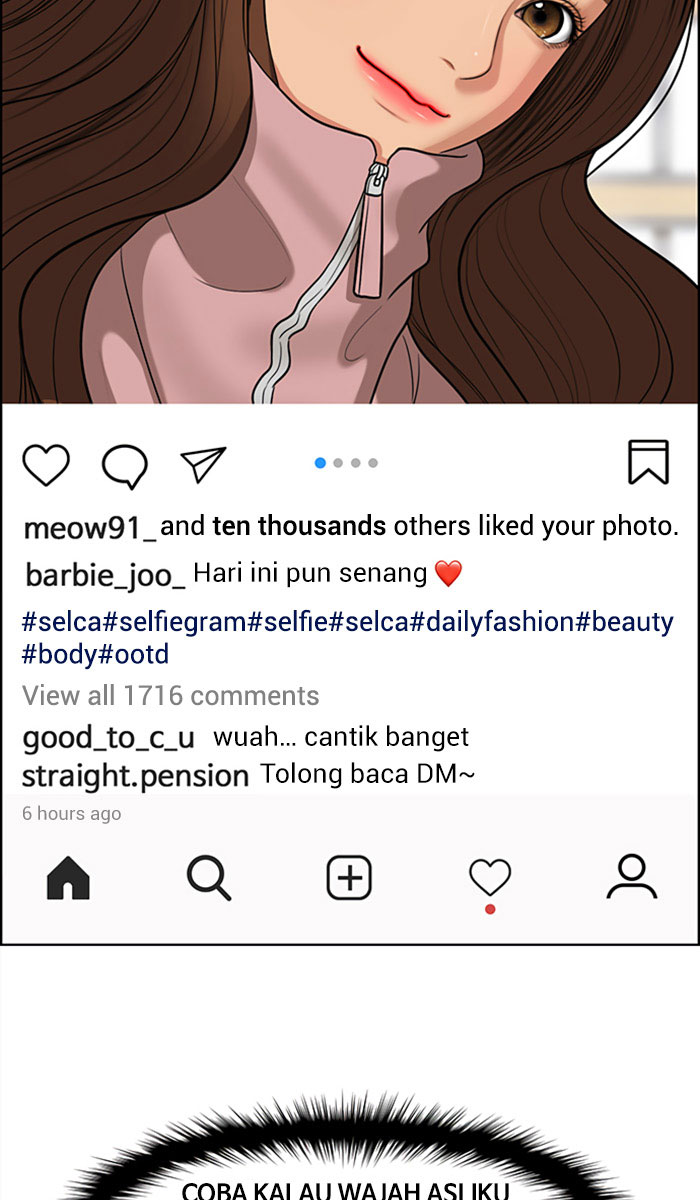 meow91_ and ten thousands others liked your photo.
barbie_joo_ Hari ini pun senang ❤️
#selca#selfiegram#selfie#selca#dailyfashion#beauty
#body#ootd
View all 1716 comments
good_to_c_u wuah... cantik banget
straight.pension Tolong baca DM~
6 hours ago
COBA KALAU WAJAH ASLIKU